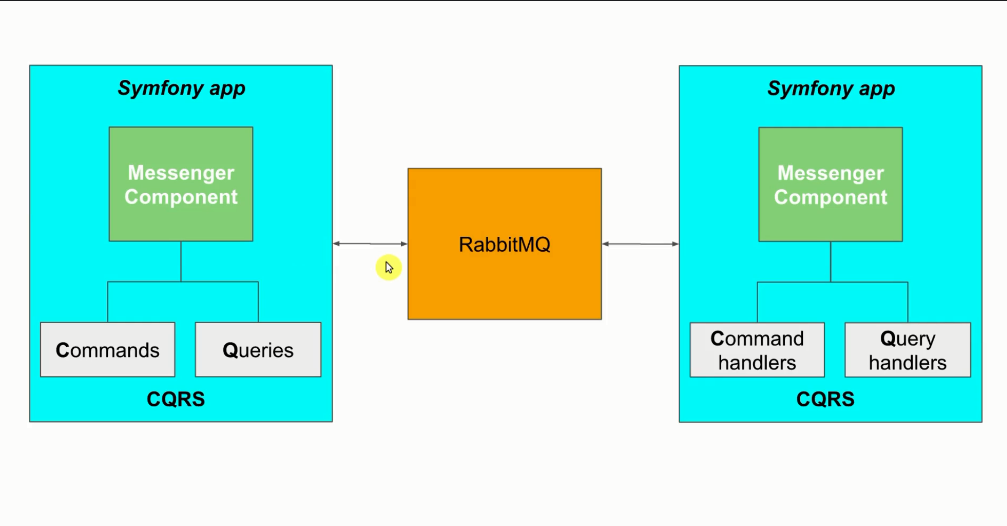 Symfony app
Messenger
Component
Commands
Queries
CQRS
RabbitMQ
Symfony app
Messenger
Component
Command
handlers
Query
handlers
CQRS